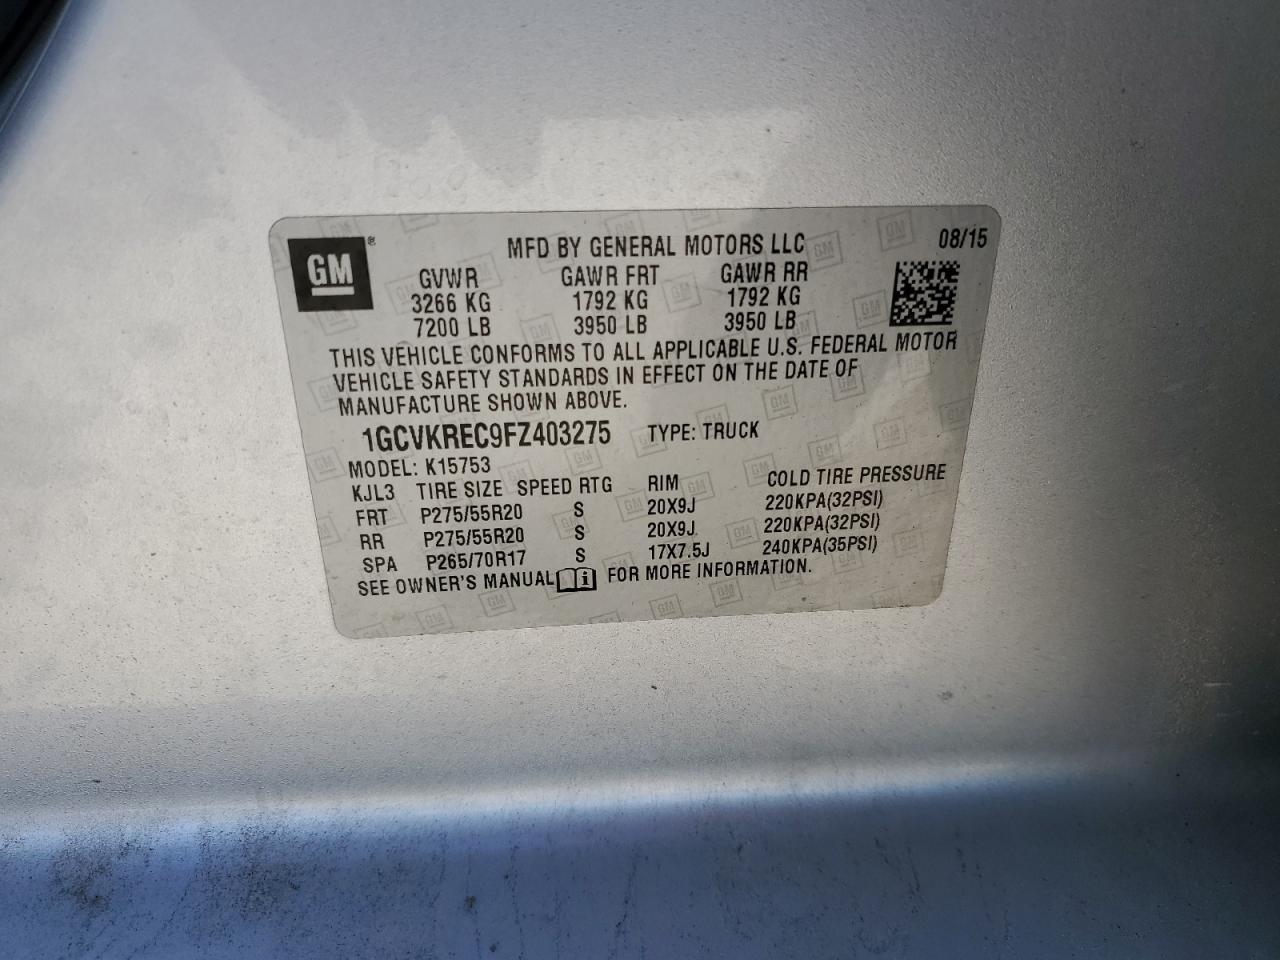 GM® MFD BY GENERAL MOTORS LLC 08/15
GVWR GAWR FRT GAWR RR
3266 KG 1792 KG 1792 KG
7200 LB 3950 LB 3950 LB
THIS VEHICLE CONFORMS TO ALL APPLICABLE U.S. FEDERAL MOTOR
VEHICLE SAFETY STANDARDS IN EFFECT ON THE DATE OF
MANUFACTURE SHOWN ABOVE.
1GCVKREC9FZ403275 TYPE: TRUCK
MODEL: K15753
KJL3 TIRE SIZE SPEED RTG RIM COLD TIRE PRESSURE
FRT P275/55R20 S 20X9J 220KPA(32PSI)
RR P275/55R20 S 20X9J 220KPA(32PSI)
SPA P265/70R17 S 17X7.5J 240KPA(35PSI)
SEE OWNER'S MANUAL i FOR MORE INFORMATION.